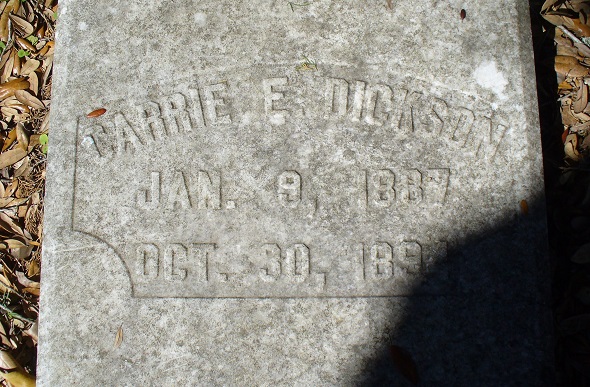 CARRIE E DICKSON
JAN. 9, 1887
OCT. 30,